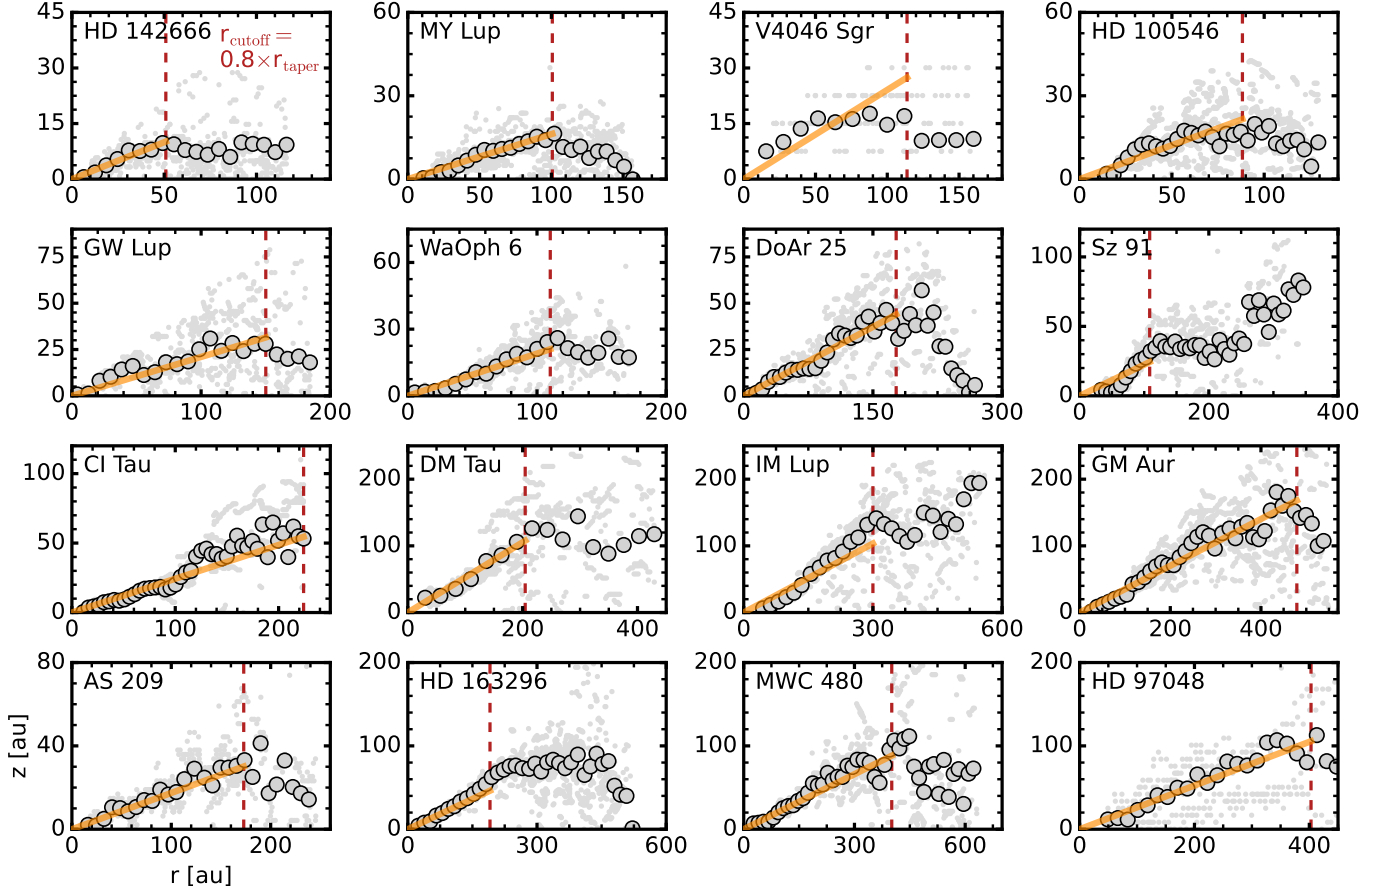 HD 142666
r_cutoff =
0.8×r_taper
MY Lup
V4046 Sgr
HD 100546
45
30
15
0
0 50 100
60
30
0
0 50 100 150
45
30
15
0
0 50 100 150
60
30
0
0 50 100
GW Lup
WaOph 6
DoAr 25
Sz 91
75
50
25
0
0 100 200
60
30
0
0 100 200
75
50
25
0
0 150 300
100
50
0
0 200 400
CI Tau
DM Tau
IM Lup
GM Aur
100
50
0
0 100 200
200
100
0
0 200 400
200
100
0
0 300 600
200
100
0
0 200 400
AS 209
HD 163296
MWC 480
HD 97048
80
40
0
0 100 200
200
100
0
0 300 600
200
100
0
0 200 400 600
200
100
0
0 200 400
z [au]
r [au]